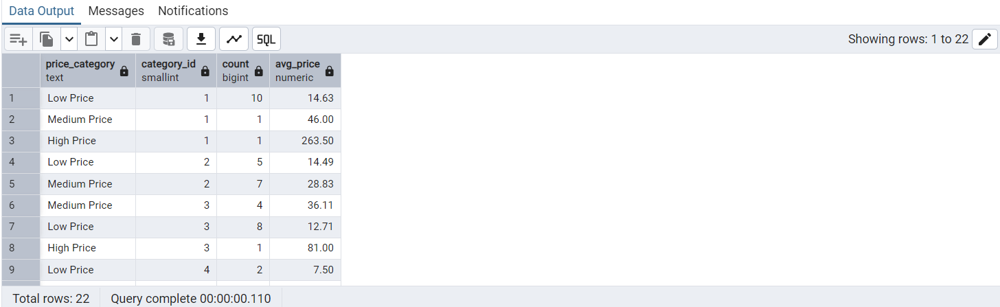 Data Output Messages Notifications
SQL Showing rows: 1 to 22
price_category category_id count avg_price
text smallint bigint numeric
1 Low Price 1 10 14.63
2 Medium Price 1 1 46.00
3 High Price 1 1 263.50
4 Low Price 2 5 14.49
5 Medium Price 2 7 28.83
6 Medium Price 3 4 36.11
7 Low Price 3 8 12.71
8 High Price 3 1 81.00
9 Low Price 4 2 7.50
Total rows: 22 Query complete 00:00:00.110